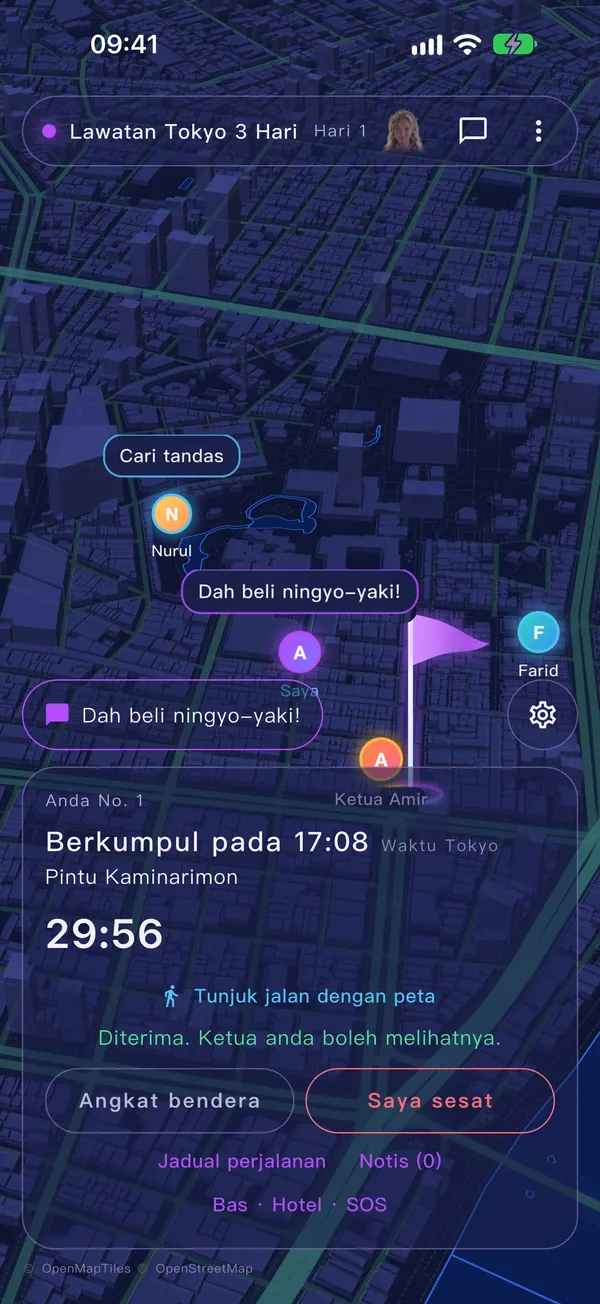 09:41
Lawatan Tokyo 3 Hari Hari 1
Cari tandas
N
Nurul
Dah beli ningyo-yaki!
A
Saya
F
Farid
Dah beli ningyo-yaki!
A
Ketua Amir
Anda No. 1
Berkumpul pada 17:08 Waktu Tokyo
Pintu Kaminarimon
29:56
Tunjuk jalan dengan peta
Diterima. Ketua anda boleh melihatnya.
Angkat bendera Saya sesat
Jadual perjalanan Notis (0)
Bas · Hotel · SOS
© OpenMapTiles © OpenStreetMap